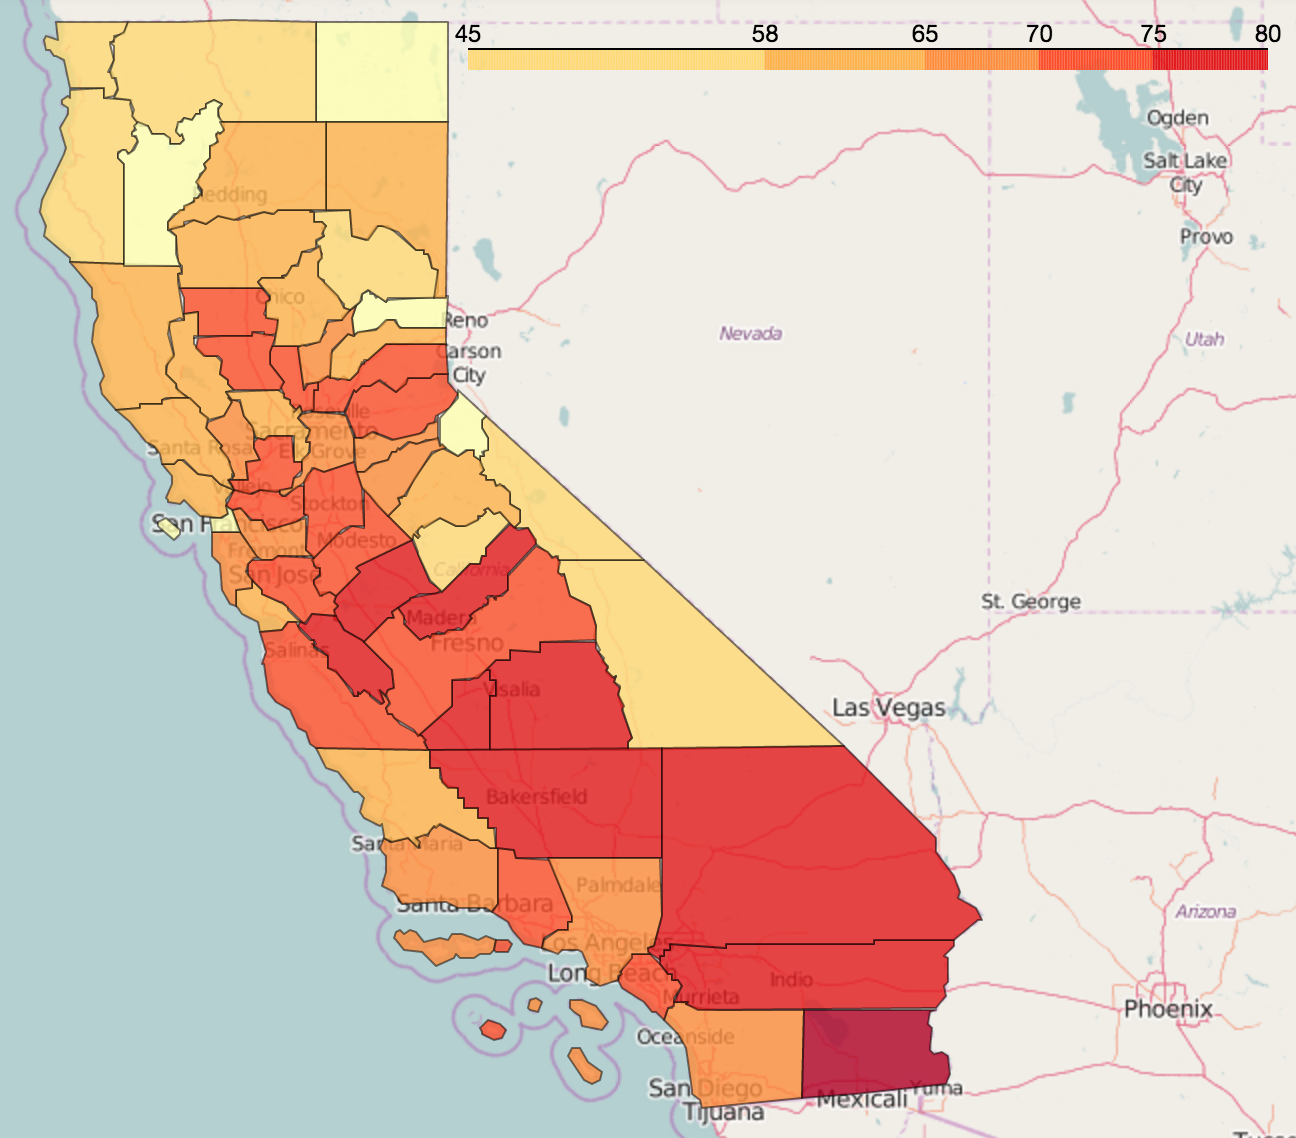 45 58 65 70 75 80
Ogden
Salt Lake
City
Provo
Redding
Chico
Reno
Nevada
Utah
Carson
City
Roseville
Sacramento
Santa Rosa
Elk Grove
Vallejo
Stockton
San Francisco
Modesto
Fremont
San Jose
California
St. George
Madera
Fresno
Salinas
Visalia
Las Vegas
Bakersfield
Santa Maria
Palmdale
Santa Barbara
Arizona
Los Angeles
Long Beach
Indio
Murrieta
Phoenix
Oceanside
San Diego
Yuma
Mexicali
Tijuana